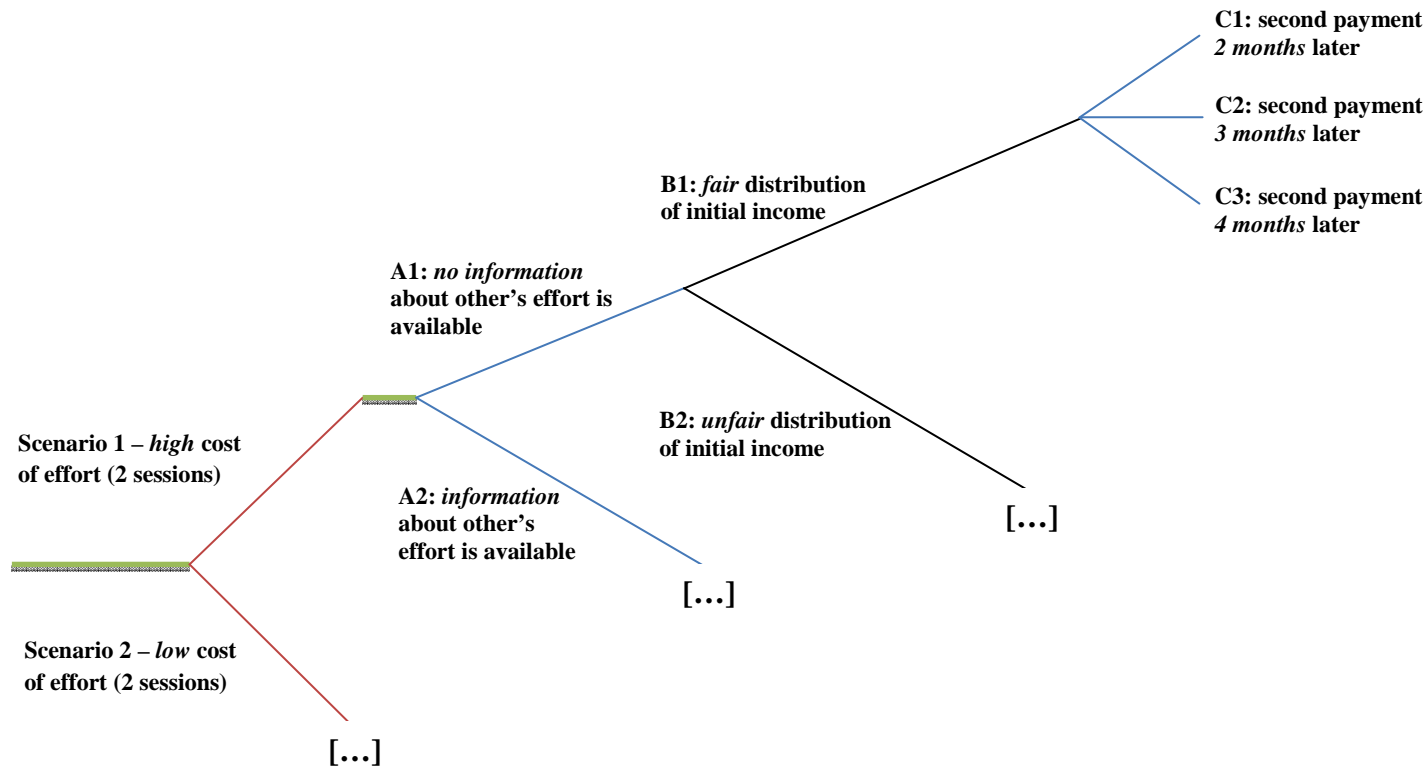 C1: second payment
2 months later
C2: second payment
3 months later
C3: second payment
4 months later
B1: fair distribution
of initial income
A1: no information
about other's effort is
available
B2: unfair distribution
of initial income
[…]
Scenario 1 – high cost
of effort (2 sessions)
A2: information
about other's
effort is available
[…]
Scenario 2 – low cost
of effort (2 sessions)
[…]